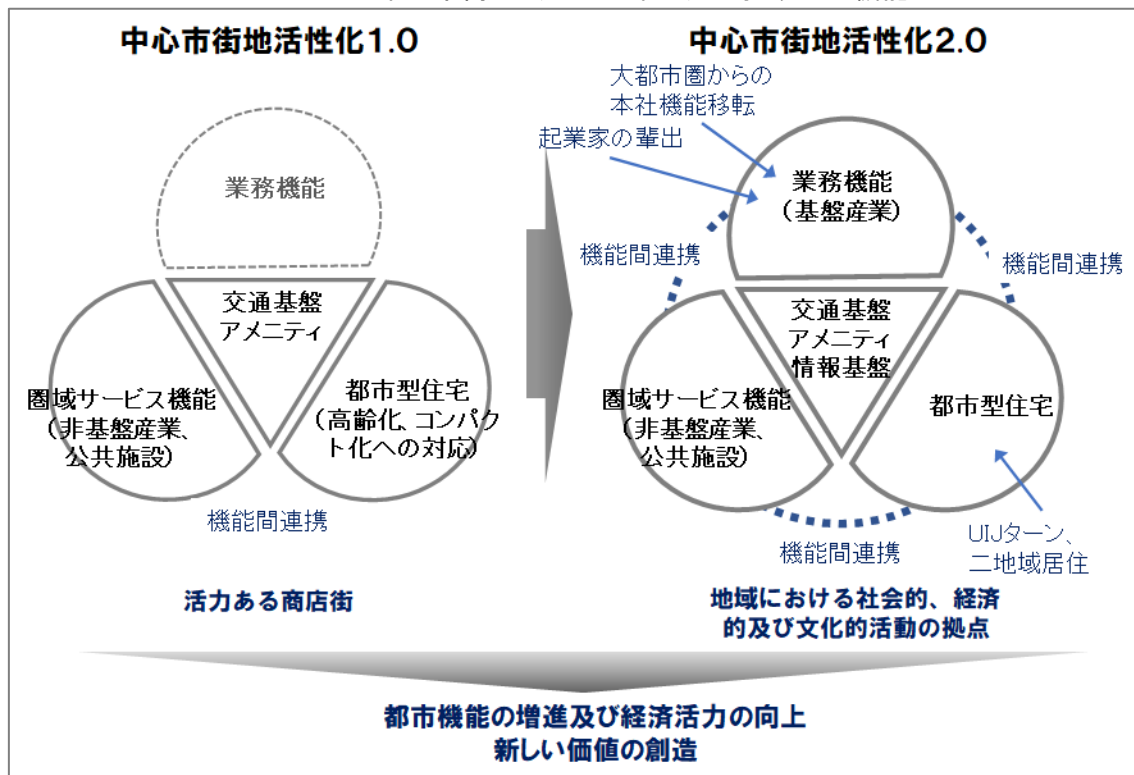 中心市街地活性化1.0
業務機能
交通基盤
アメニティ
圏域サービス機能
(非基盤産業、
公共施設)
都市型住宅
(高齢化、コンパク
ト化への対応)
機能間連携
活力ある商店街
中心市街地活性化2.0
大都市圏からの
本社機能移転
起業家の輩出
業務機能
(基盤産業)
機能間連携
機能間連携
交通基盤
アメニティ
情報基盤
圏域サービス機能
(非基盤産業、
公共施設)
都市型住宅
機能間連携
UIJターン、
二地域居住
地域における社会的、経済
的及び文化的活動の拠点
都市機能の増進及び経済活力の向上
新しい価値の創造